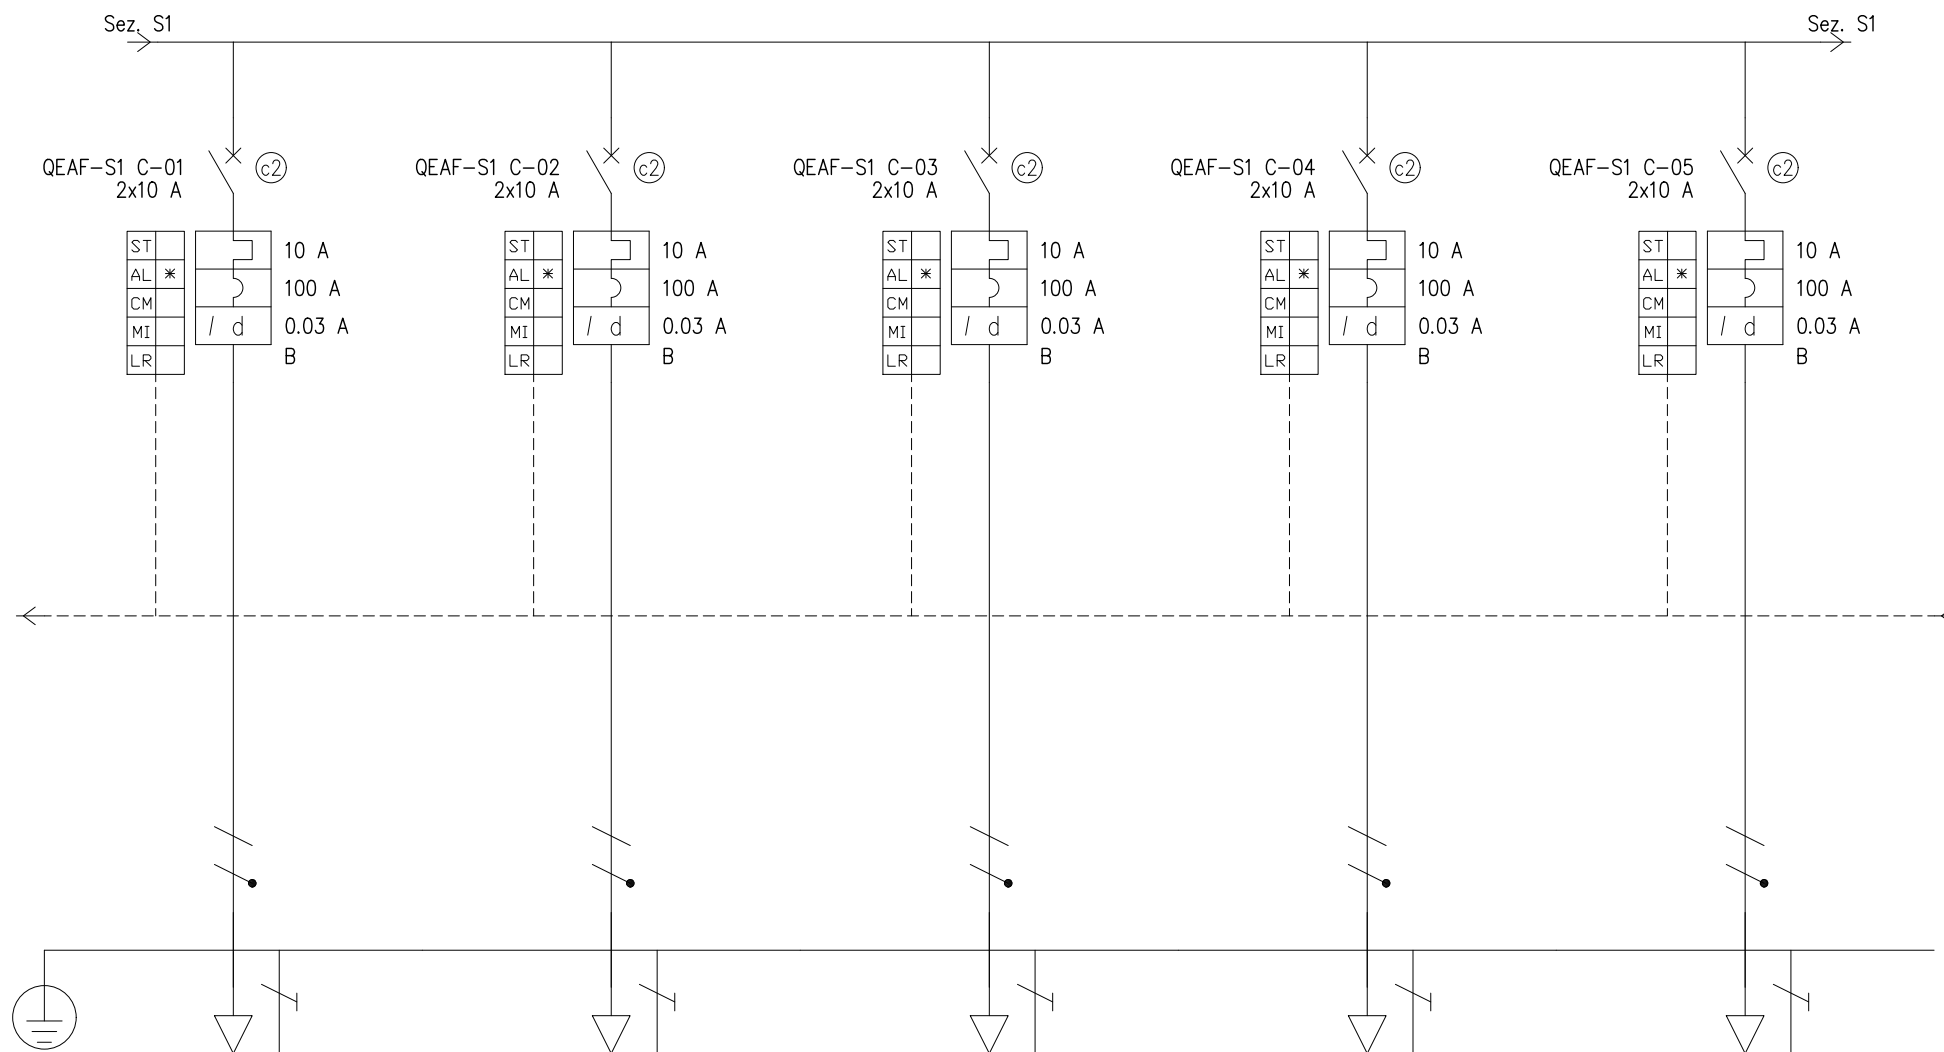 Sez. S1
Sez. S1
QEAF-S1 C-01
2x10 A
c2
ST
AL *
CM
MI
LR
I d
10 A
100 A
0.03 A
B
QEAF-S1 C-02
2x10 A
c2
ST
AL *
CM
MI
LR
I d
10 A
100 A
0.03 A
B
QEAF-S1 C-03
2x10 A
c2
ST
AL *
CM
MI
LR
I d
10 A
100 A
0.03 A
B
QEAF-S1 C-04
2x10 A
c2
ST
AL *
CM
MI
LR
I d
10 A
100 A
0.03 A
B
QEAF-S1 C-05
2x10 A
c2
ST
AL *
CM
MI
LR
I d
10 A
100 A
0.03 A
B